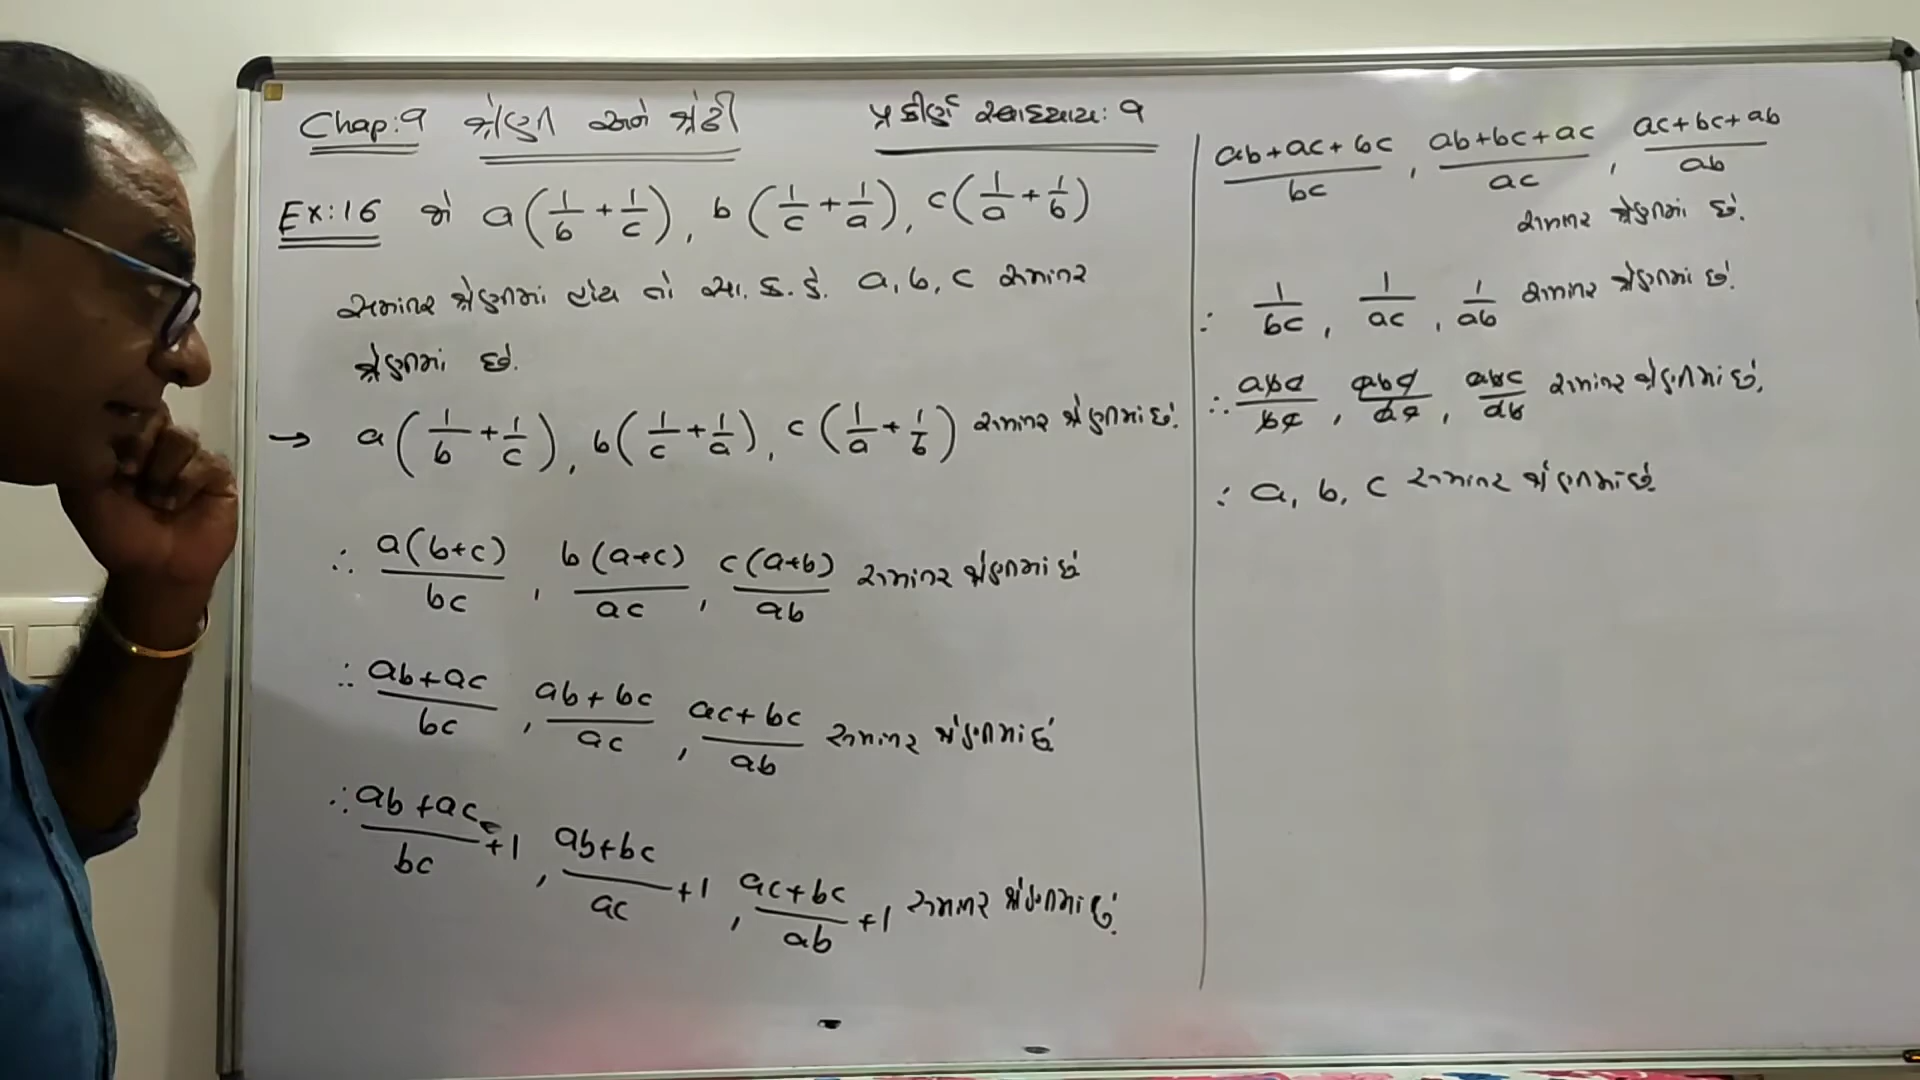 Chap:9 શ્રેણી અને શ્રેઢી પ્રકીર્ણ સ્વાધ્યાય: 9
Ex:16 જો a(1/b + 1/c), b(1/c + 1/a), c(1/a + 1/b)
સમાંતર શ્રેણીમાં હોય તો સા. ક. કે. a, b, c સમાંતર
શ્રેણીમાં છે.
→ a(1/b + 1/c), b(1/c + 1/a), c(1/a + 1/b) સમાંતર શ્રેણીમાં છે.
∴ a(b+c)/bc, b(a+c)/ac, c(a+b)/ab સમાંતર શ્રેણીમાં છે
∴ ab+ac/bc, ab+bc/ac, ac+bc/ab સમાંતર શ્રેણીમાં છે
∴ ab+ac/bc +1, ab+bc/ac +1, ac+bc/ab +1 સમાંતર શ્રેણીમાં છે.
ab+ac+bc/bc, ab+bc+ac/ac, ac+bc+ab/ab
સમાંતર શ્રેણીમાં છે.
∴ 1/bc, 1/ac, 1/ab સમાંતર શ્રેણીમાં છે.
∴ abc/bc, abc/ac, abc/ab સમાંતર શ્રેણીમાં છે.
∴ a, b, c સમાંતર શ્રેણીમાં છે.